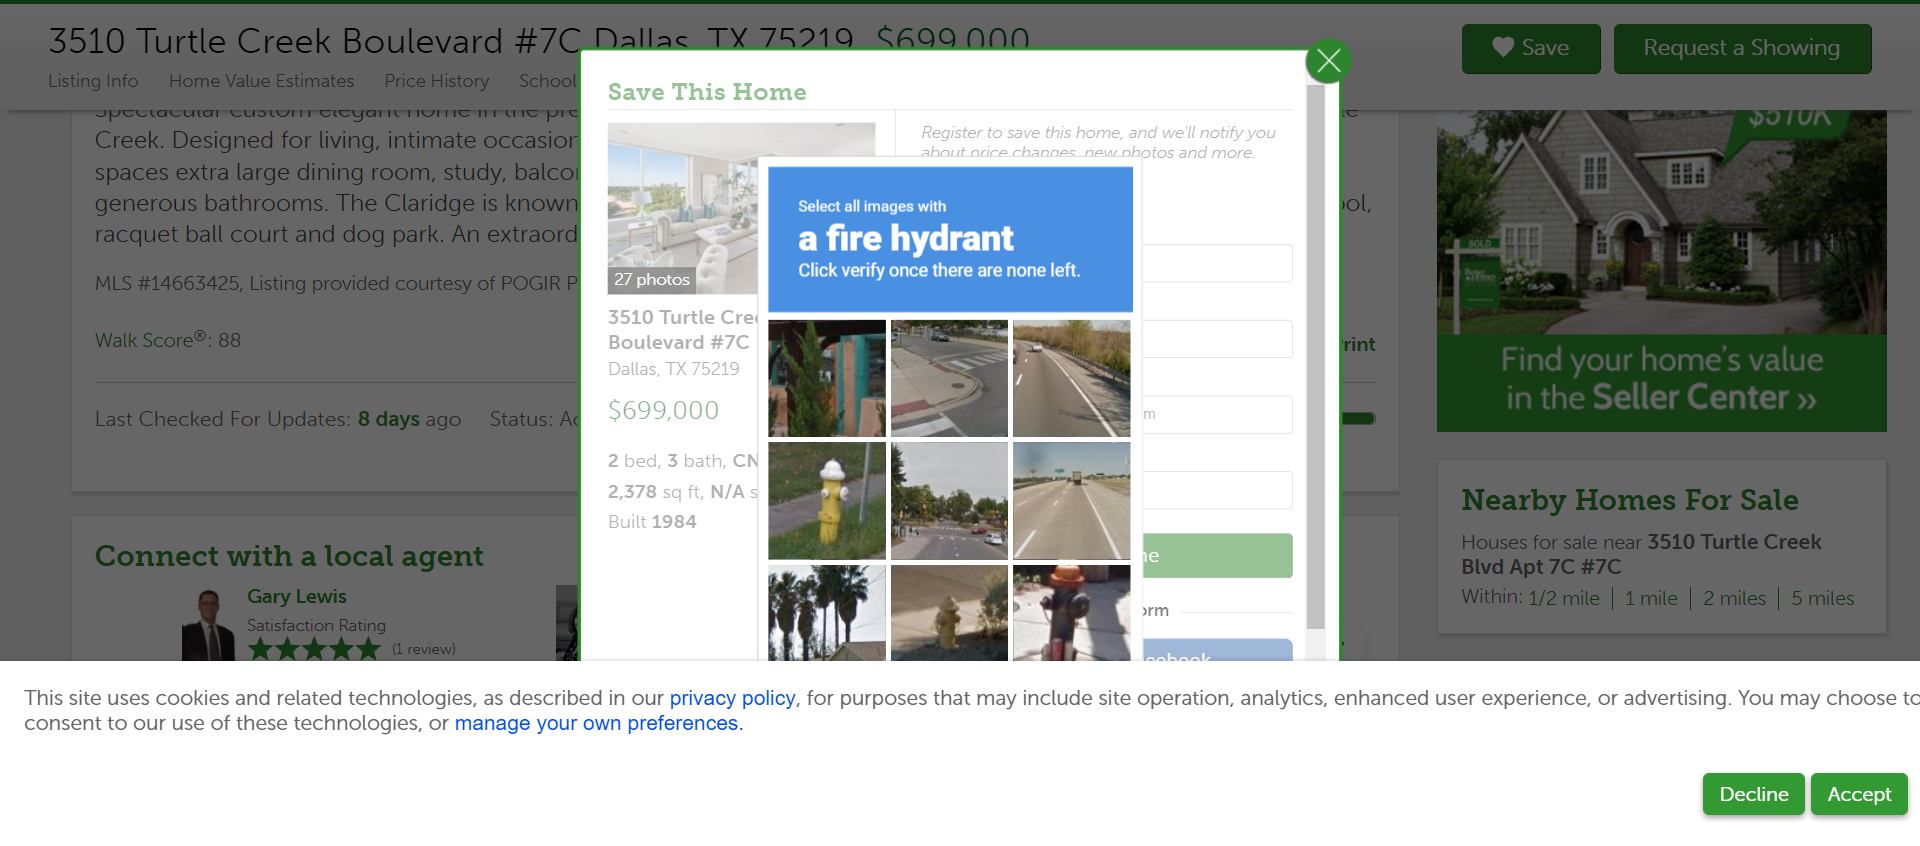 3510 Turtle Creek Boulevard #7C Dallas, TX 75219 $699,000
Save
Request a Showing
Listing Info Home Value Estimates Price History School
Spectacular custom elegant home in the pre
Creek. Designed for living, intimate occasion
spaces extra large dining room, study, balco
generous bathrooms. The Claridge is known
ool,
racquet ball court and dog park. An extraord
MLS #14663425, Listing provided courtesy of POGIR P
Walk Score®: 88
Print
Last Checked For Updates: 8 days ago Status: Ac
Connect with a local agent
Gary Lewis
Satisfaction Rating
(1 review)
Save This Home
Register to save this home, and we'll notify you
about price changes, new photos and more.
27 photos
3510 Turtle Cree
Boulevard #7C
Dallas, TX 75219
$699,000
2 bed, 3 bath, CN
2,378 sq ft, N/A s
Built 1984
Select all images with
a fire hydrant
Click verify once there are none left.
m
ne
orm
cebook
$510K
SOLD
Find your home's value
in the Seller Center »
Nearby Homes For Sale
Houses for sale near 3510 Turtle Creek
Blvd Apt 7C #7C
Within: 1/2 mile 1 mile 2 miles 5 miles
This site uses cookies and related technologies, as described in our privacy policy, for purposes that may include site operation, analytics, enhanced user experience, or advertising. You may choose to
consent to our use of these technologies, or manage your own preferences.
Decline
Accept